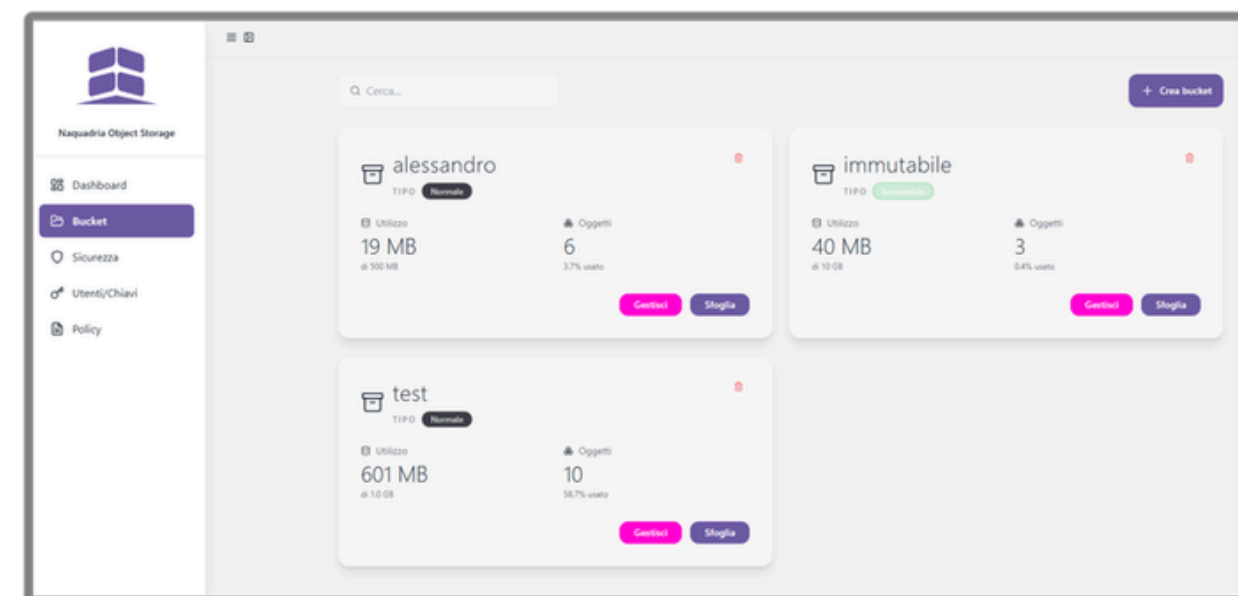 Naquadria Object Storage
Dashboard
Bucket
Sicurezza
Utenti/Chiavi
Policy
Cerca...
+ Crea bucket
alessandro
TIPO Normale
Utilizzo Oggetti
19 MB 6
di 500 MB 3.7% usato
Gestisci Sfoglia
immutabile
TIPO
Utilizzo Oggetti
40 MB 3
di 10 GB 0.4% usato
Gestisci Sfoglia
test
TIPO Normale
Utilizzo Oggetti
601 MB 10
di 1.0 GB 58.7% usato
Gestisci Sfoglia